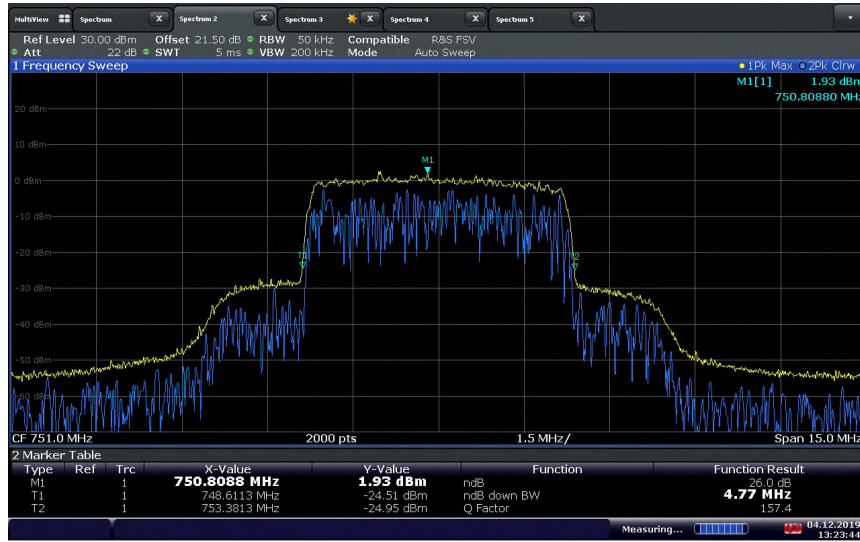 MultiView Spectrum X Spectrum 2 X Spectrum 3 X Spectrum 4 X Spectrum 5 X
Ref Level 30.00 dBm Offset 21.50 dB RBW 50 kHz Compatible R&S FSV
Att 22 dB SWT 5 ms VBW 200 kHz Mode Auto Sweep
1 Frequency Sweep 1Pk Max 2Pk Clrw
M1[1] 1.93 dBm
750.80880 MHz
20 dBm
10 dBm
M1
0 dBm
-10 dBm
-20 dBm
T1 T2
-30 dBm
-40 dBm
-50 dBm
-60 dBm
CF 751.0 MHz 2000 pts 1.5 MHz/ Span 15.0 MHz
2 Marker Table
Type Ref Trc X-Value Y-Value Function Function Result
M1 1 750.8088 MHz 1.93 dBm ndB 26.0 dB
T1 1 748.6113 MHz -24.51 dBm ndB down BW 4.77 MHz
T2 1 753.3813 MHz -24.95 dBm Q Factor 157.4
Measuring... 04.12.2019
13:23:44